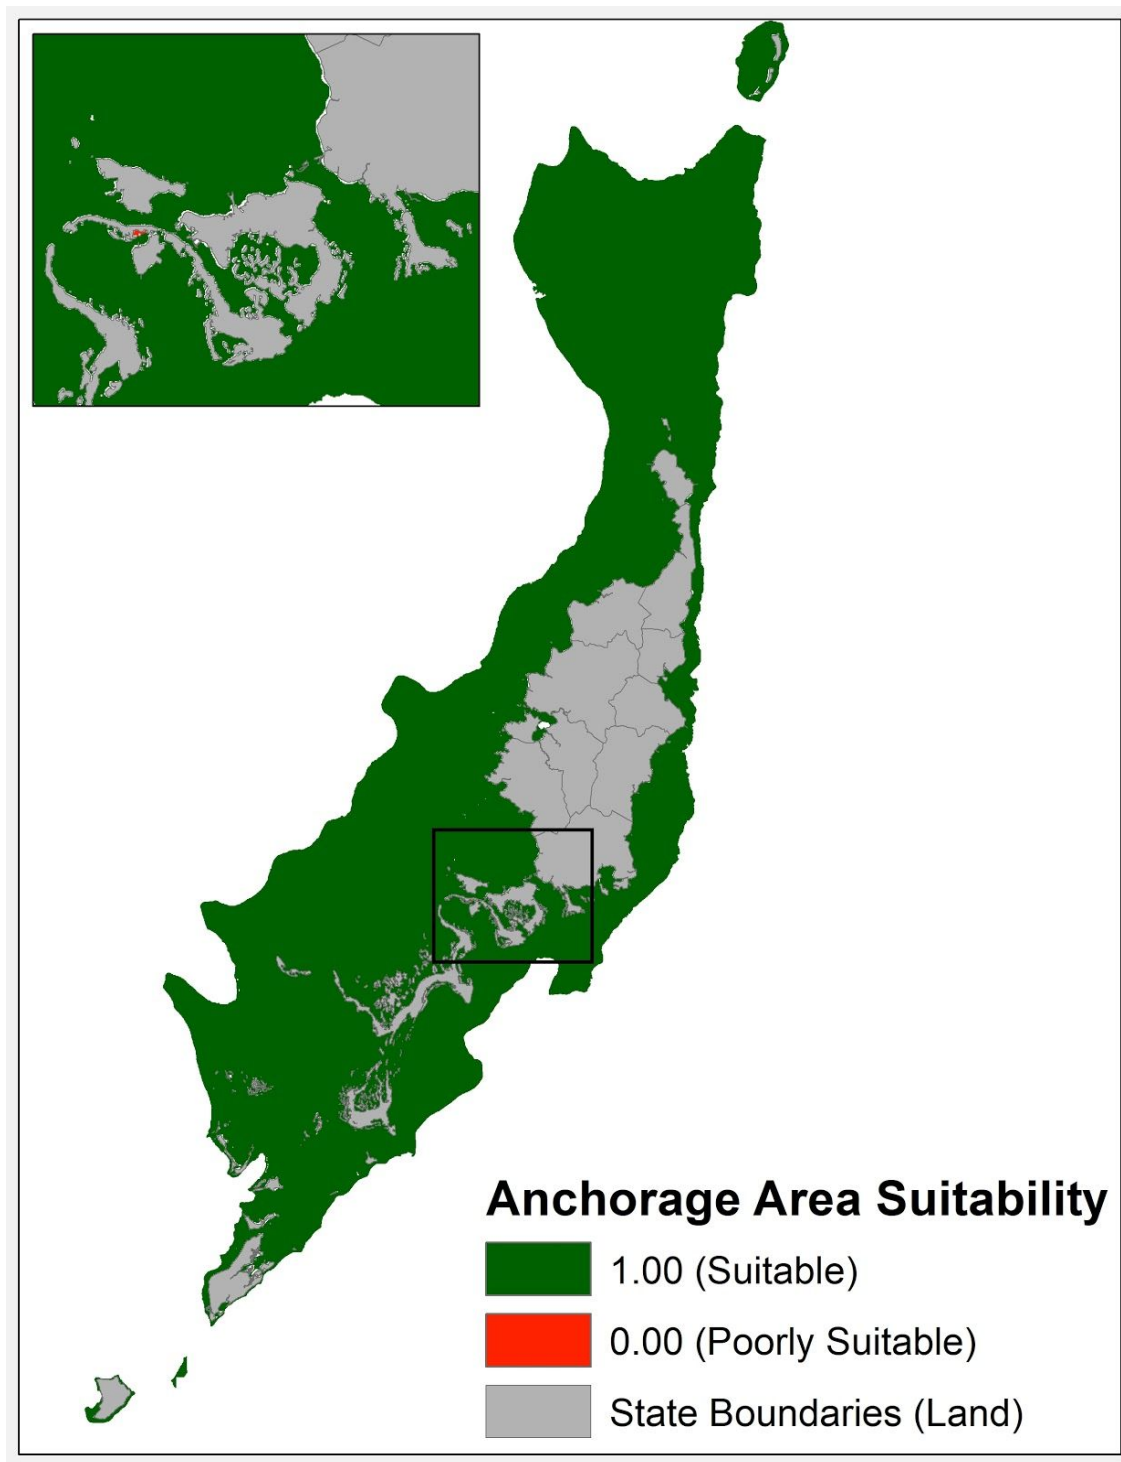 Anchorage Area Suitability
1.00 (Suitable)
0.00 (Poorly Suitable)
State Boundaries (Land)